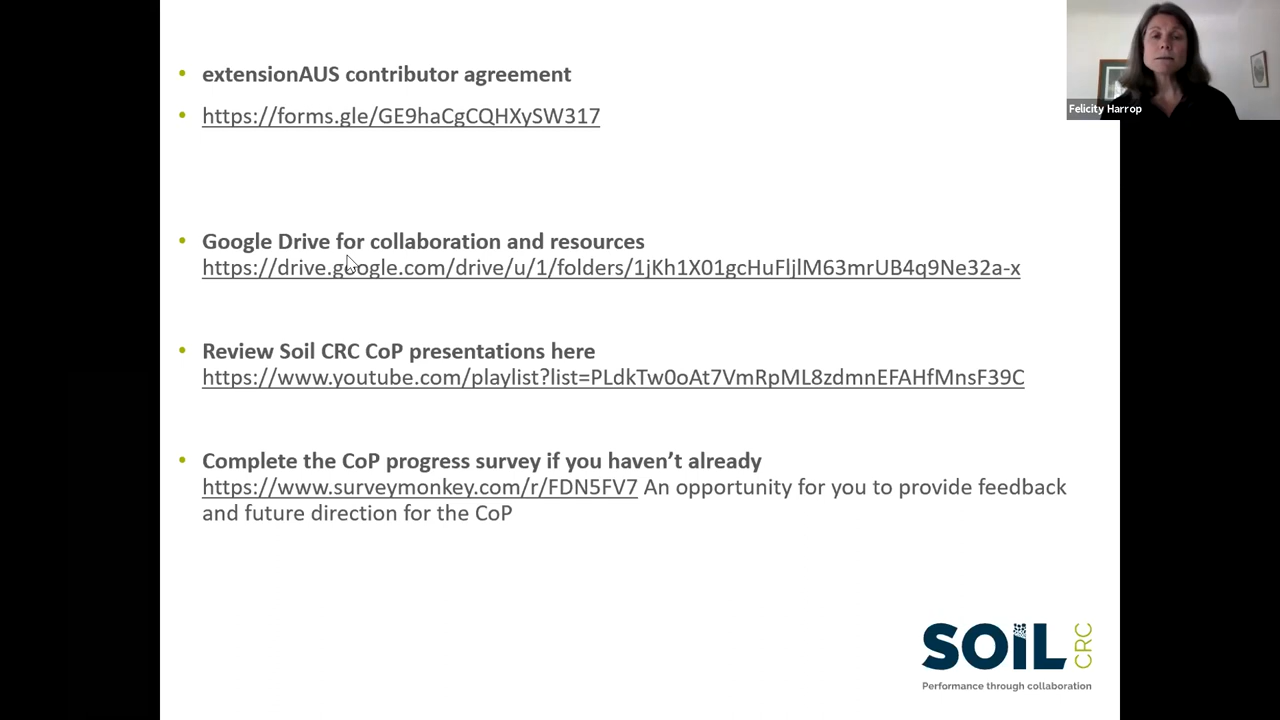 extensionAUS contributor agreement
https://forms.gle/GE9haCgCQHXySW317
Google Drive for collaboration and resources
https://drive.google.com/drive/u/1/folders/1jKh1X01gcHuFljlM63mrUB4q9Ne32a-x
Review Soil CRC CoP presentations here
https://www.youtube.com/playlist?list=PLdkTw0oAt7VmRpML8zdmnEFAHfMnsF39C
Complete the CoP progress survey if you haven’t already
https://www.surveymonkey.com/r/FDN5FV7 An opportunity for you to provide feedback
and future direction for the CoP
Felicity Harrop
SOIL CRC
Performance through collaboration